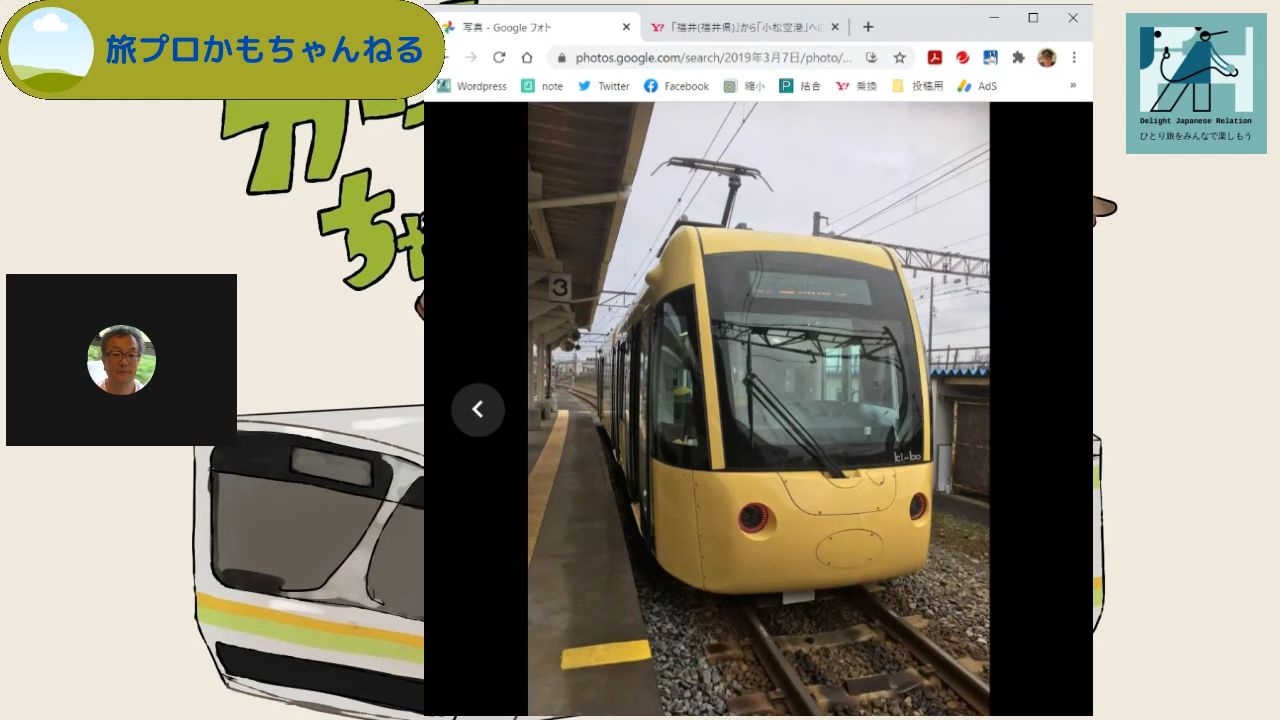 旅プロかもちゃんねる
写真 - Google フォト
「福井(福井県)」から「小松空港」への
photos.google.com/search/2019年3月7日/photo/...
Wordpress
note
Twitter
Facebook
縮小
結合
乗換
投稿用
AdS
»
ちゃ
3
ki-bo
Delight Japanese Relation
ひとり旅をみんなで楽しもう